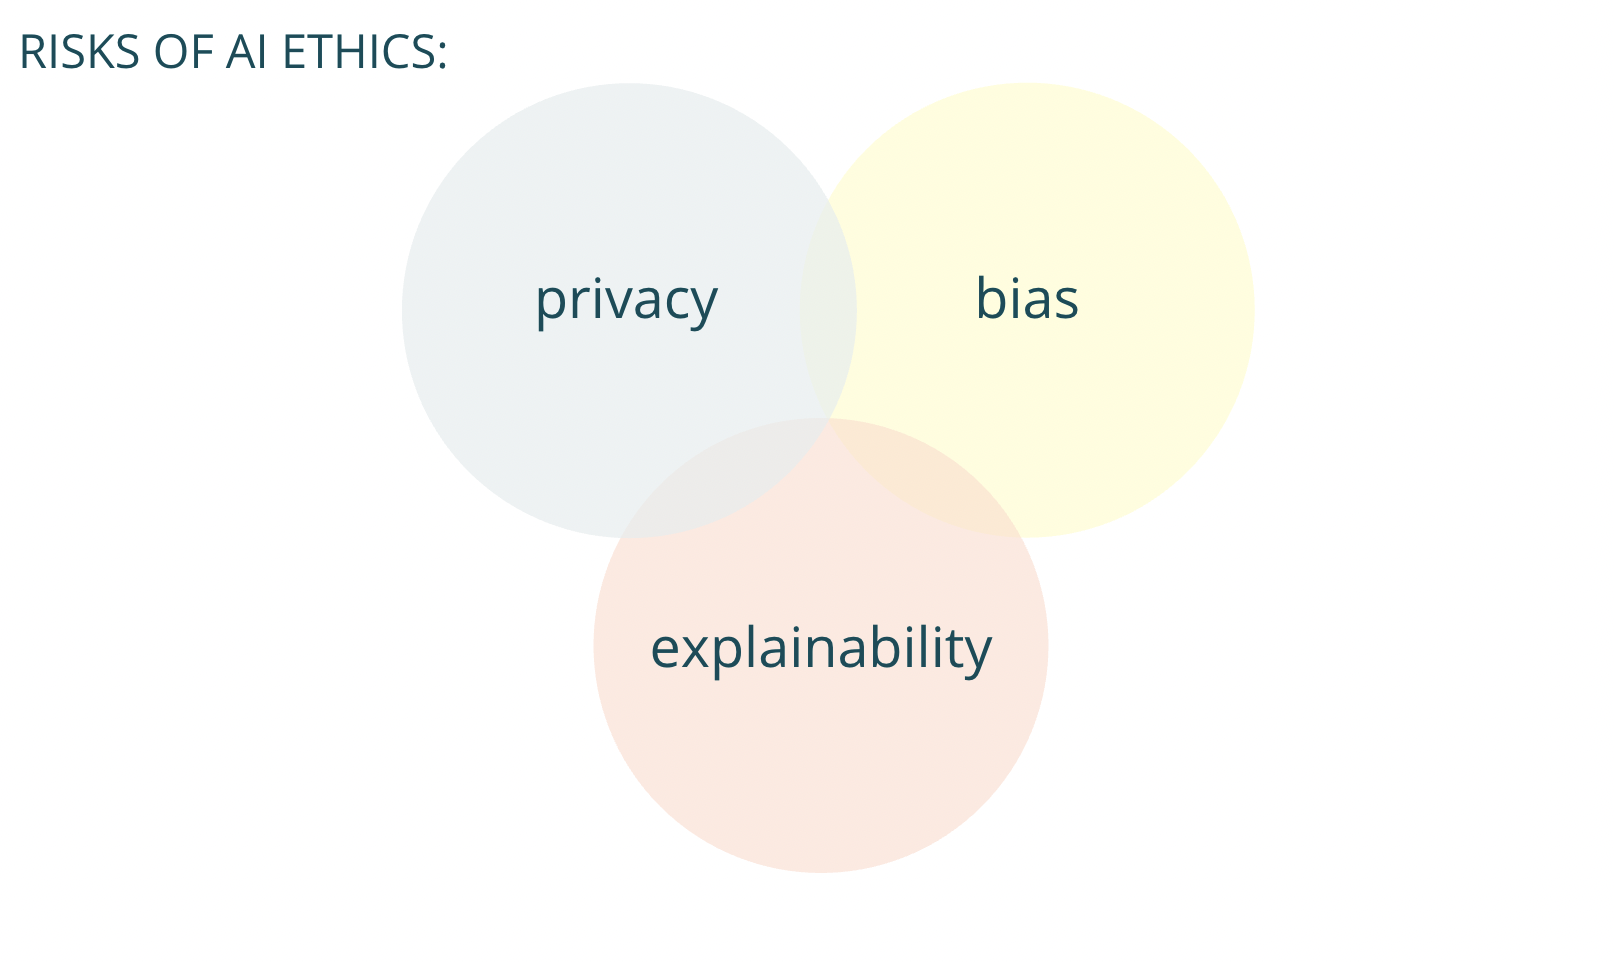 RISKS OF AI ETHICS:
privacy
bias
explainability